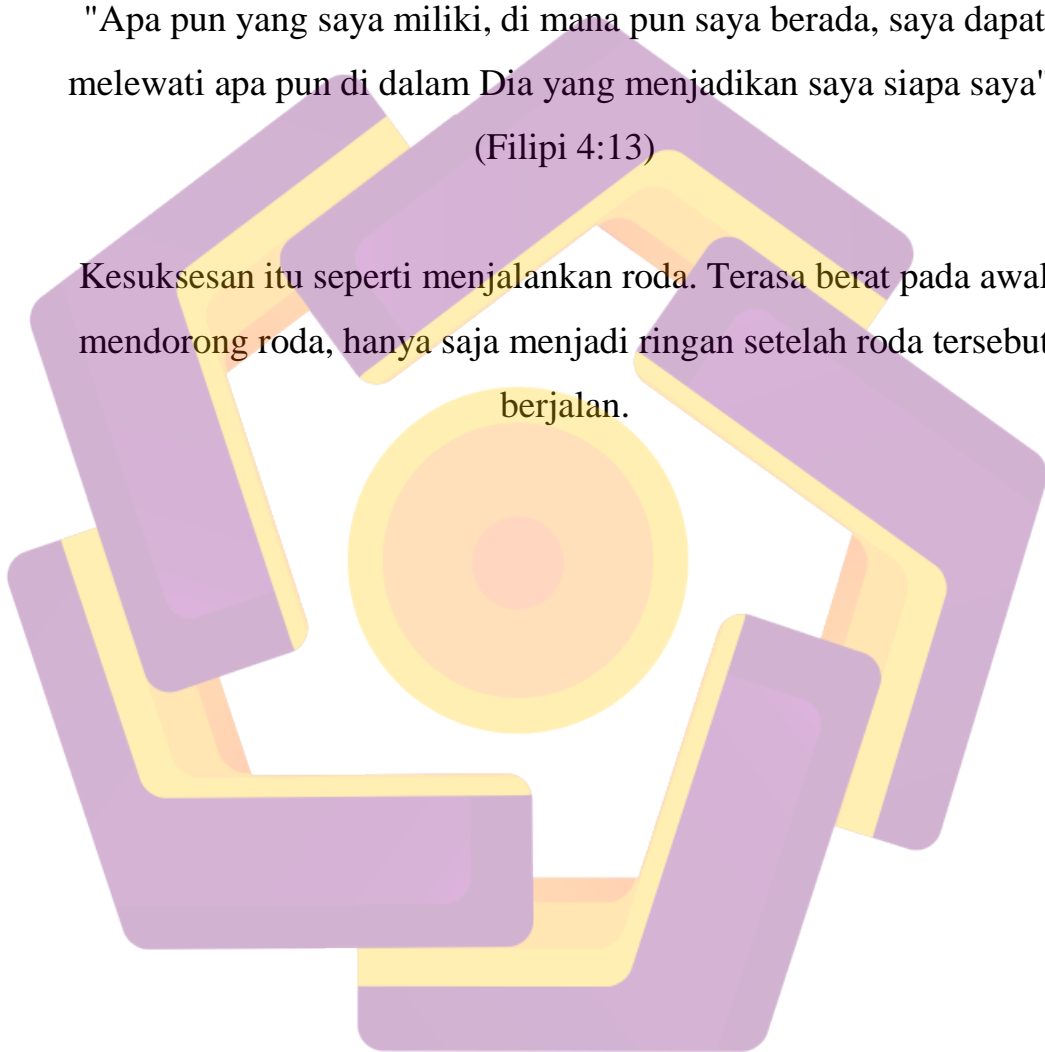 "Apa pun yang saya miliki, di mana pun saya berada, saya dapat
melewati apa pun di dalam Dia yang menjadikan saya siapa saya"
(Filipi 4:13)
Kesuksesan itu seperti menjalankan roda. Terasa berat pada awal
mendorong roda, hanya saja menjadi ringan setelah roda tersebut
berjalan.